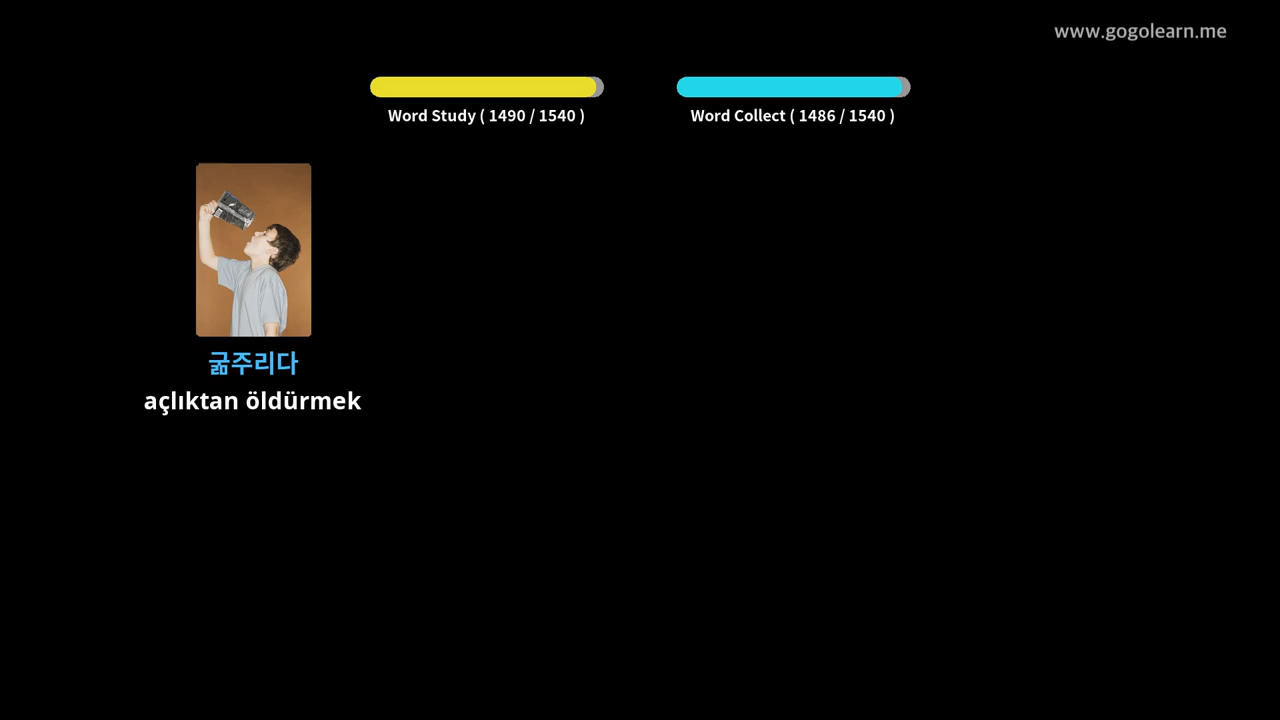 www.gogolearn.me
Word Study ( 1490 / 1540 )
Word Collect ( 1486 / 1540 )
굶주리다
açlıktan öldürmek